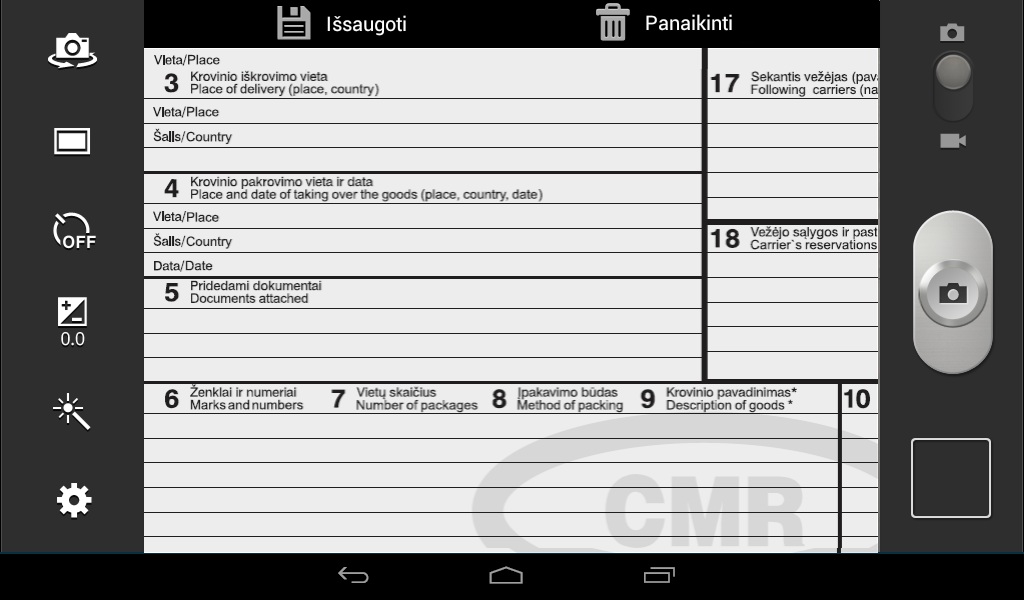 Išsaugoti
Panaikinti
Vieta/Place
3 Krovinio iškrovimo vieta
Place of delivery (place, country)
Vieta/Place
Šalis/Country
4 Krovinio pakrovimo vieta ir data
Place and date of taking over the goods (place, country, date)
Vieta/Place
Šalis/Country
Data/Date
5 Pridedami dokumentai
Documents attached
17 Sekantis vežėjas (pav
Following carriers (na
18 Vežėjo sąlygos ir past
Carrier`s reservations
6 Ženklai ir numeriai
Marks and numbers
7 Vietų skaičius
Number of packages
8 Įpakavimo būdas
Method of packing
9 Krovinio pavadinimas*
Description of goods *
10
CMR
OFF
0.0